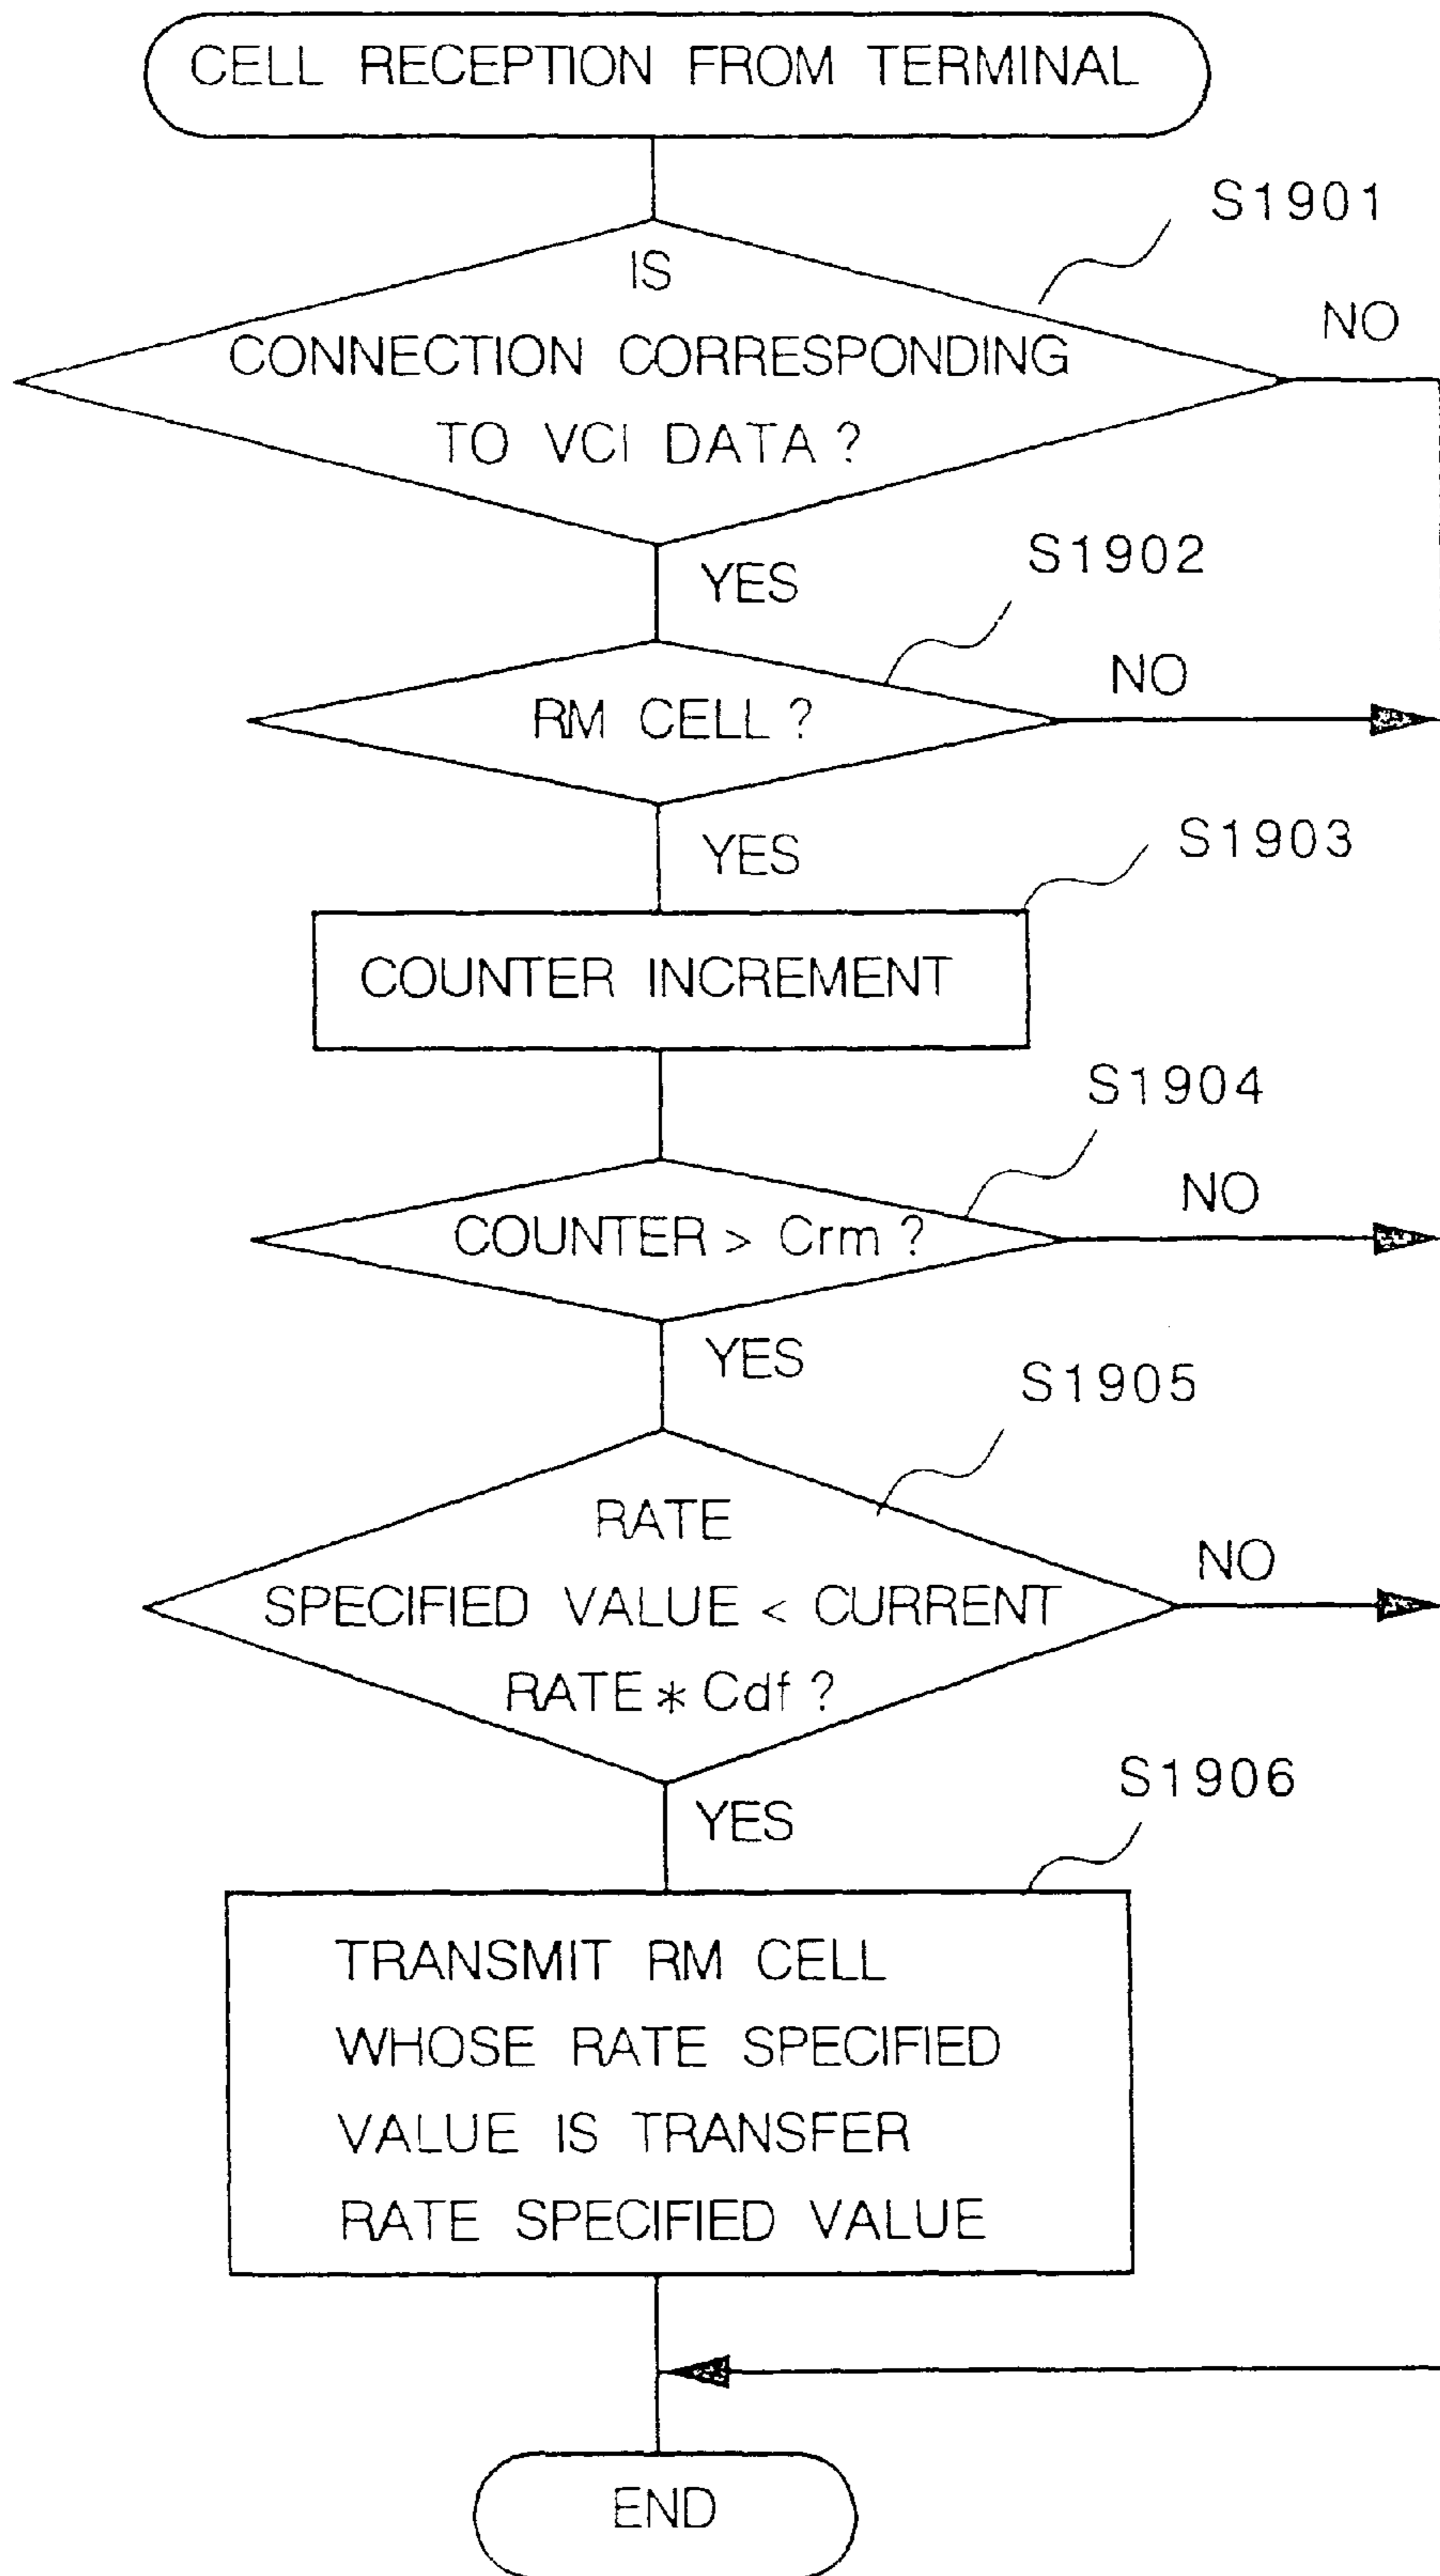 CELL RECEPTION FROM TERMINAL
S1901
IS
CONNECTION CORRESPONDING
TO VCI DATA ?
NO
YES
S1902
RM CELL ?
NO
YES
S1903
COUNTER INCREMENT
S1904
COUNTER > Crm ?
NO
YES
S1905
RATE
SPECIFIED VALUE < CURRENT
RATE * Cdf ?
NO
YES
S1906
TRANSMIT RM CELL
WHOSE RATE SPECIFIED
VALUE IS TRANSFER
RATE SPECIFIED VALUE
END